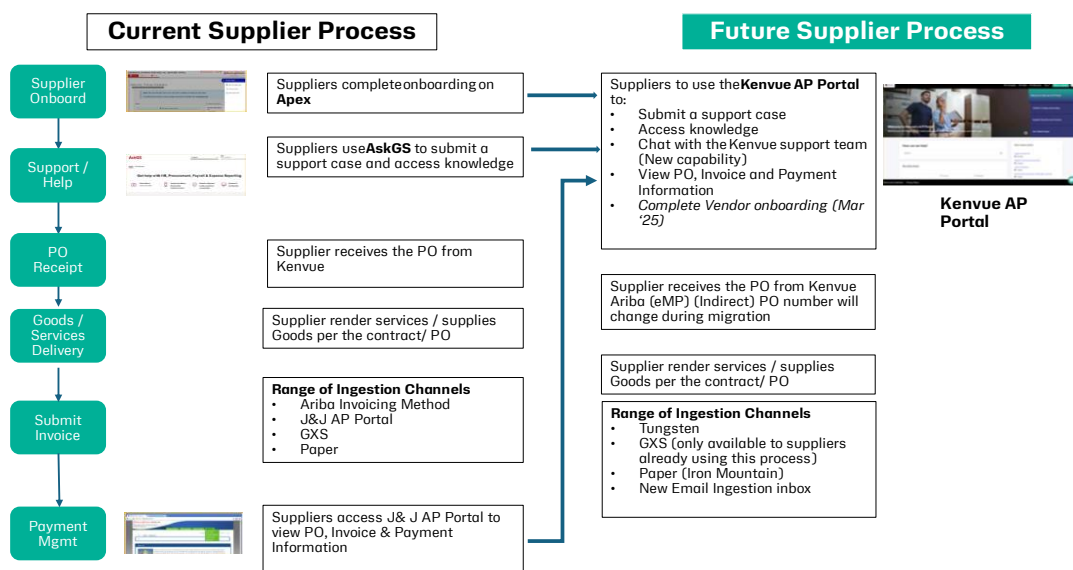 Current Supplier Process
Future Supplier Process
Supplier
Onboard
Suppliers complete onboarding on
Apex
Suppliers to use the Kenvue AP Portal
to:
• Submit a support case
• Access knowledge
• Chat with the Kenvue support team
(New capability)
• View PO, Invoice and Payment
Information
• Complete Vendor onboarding (Mar
‘25)
Kenvue AP
Portal
Support /
Help
Suppliers use AskGS to submit a
support case and access knowledge
PO
Receipt
Supplier receives the PO from
Kenvue
Supplier receives the PO from Kenvue
Ariba (eMP) (Indirect) PO number will
change during migration
Goods /
Services
Delivery
Supplier render services / supplies
Goods per the contract/ PO
Supplier render services / supplies
Goods per the contract/ PO
Submit
Invoice
Range of Ingestion Channels
• Ariba Invoicing Method
• J&J AP Portal
• GXS
• Paper
Range of Ingestion Channels
• Tungsten
• GXS (only available to suppliers
already using this process)
• Paper (Iron Mountain)
• New Email Ingestion inbox
Payment
Mgmt
Suppliers access J& J AP Portal to
view PO, Invoice & Payment
Information